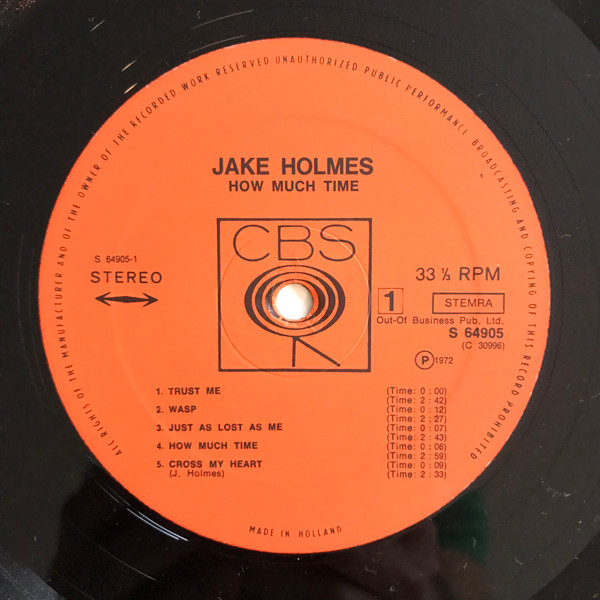 ALL RIGHTS OF THE MANUFACTURER AND OF THE OWNER OF THE RECORDED WORK RESERVED UNAUTHORIZED PUBLIC PERFORMANCE BROADCASTING AND COPYING OF THIS RECORD PROHIBITED
JAKE HOLMES
HOW MUCH TIME
CBS
S 64905-1
STEREO
33 ⅓ RPM
1 STEMRA
Out-Of Business Pub. Ltd.
S 64905
(C 30996)
Ⓟ 1972
1. TRUST ME (Time: 0 : 00)
(Time: 2 : 42)
2. WASP (Time: 0 : 12)
(Time: 2 : 27)
3. JUST AS LOST AS ME (Time: 0 : 07)
(Time: 2 : 43)
4. HOW MUCH TIME (Time: 0 : 06)
(Time: 2 : 59)
5. CROSS MY HEART (Time: 0 : 09)
(J. Holmes) (Time: 2 : 33)
MADE IN HOLLAND